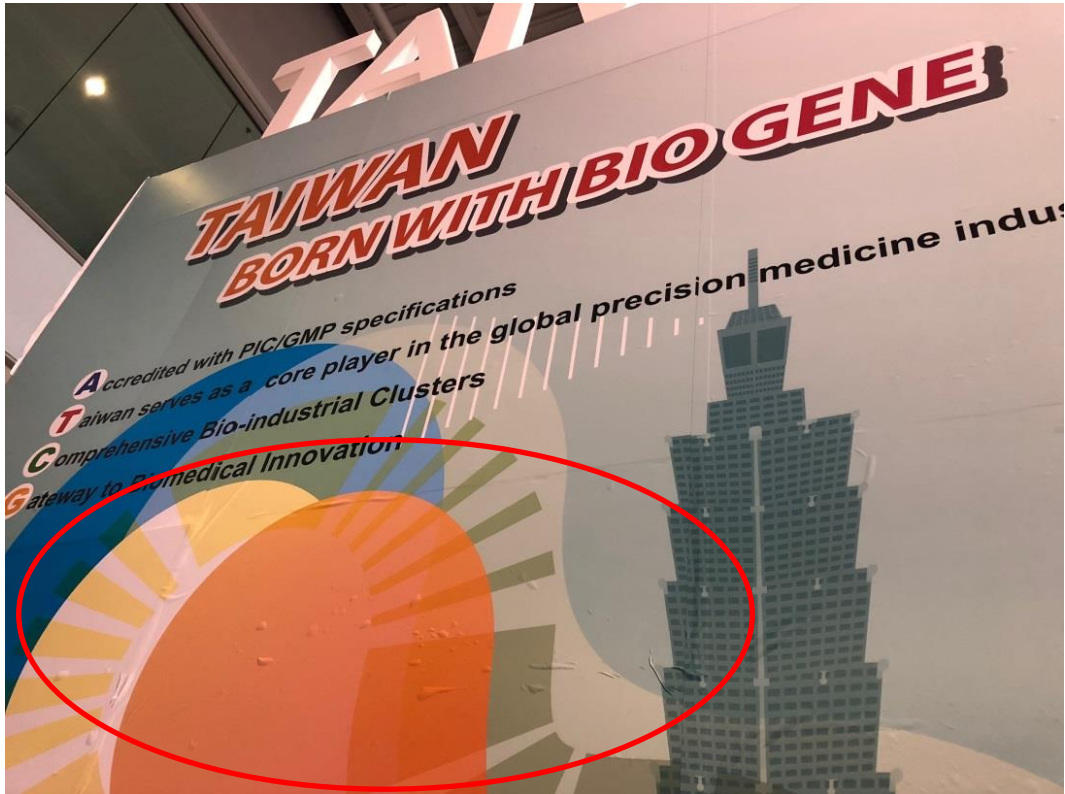 TAI
TAIWAN
BORN WITH BIO GENE
Accredited with PIC/GMP specifications
Taiwan serves as a core player in the global precision medicine indus
Comprehensive Bio-industrial Clusters
Gateway to Biomedical Innovation